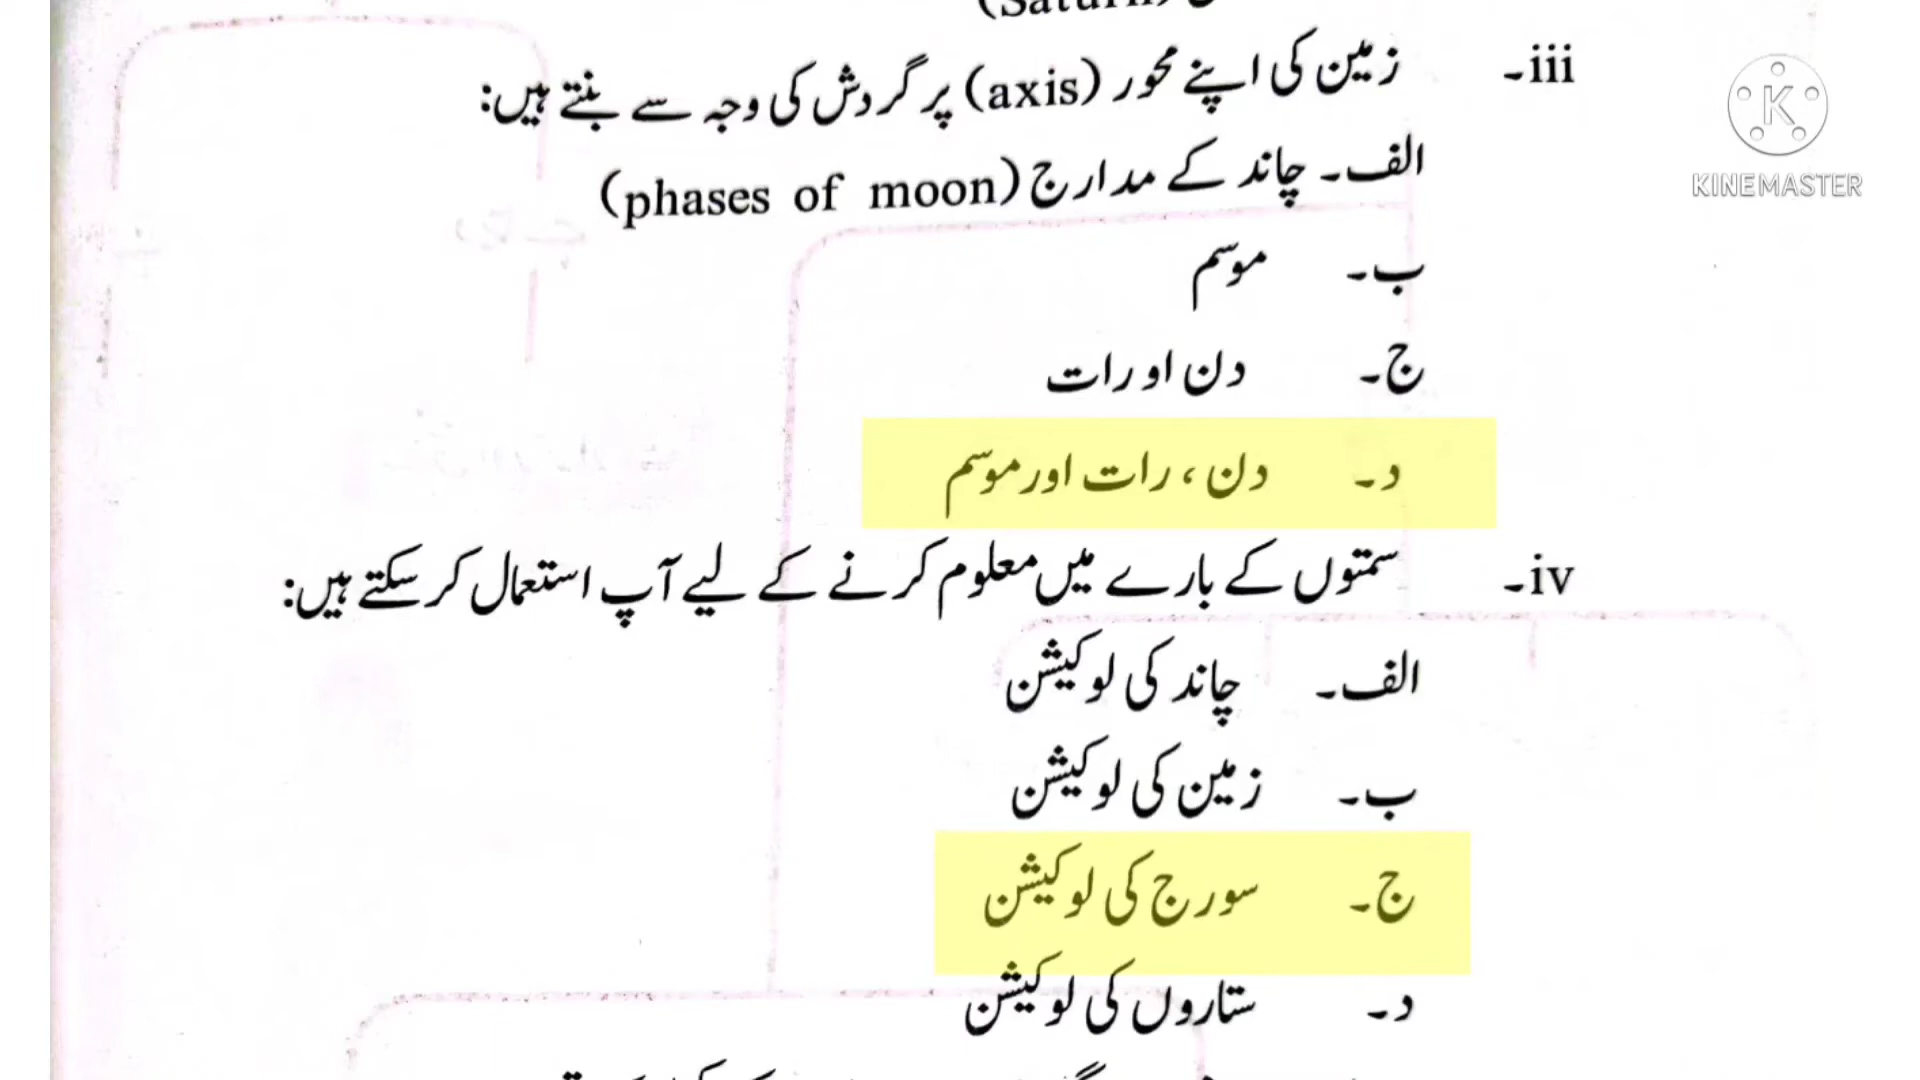 (Saturn)
iii۔ زمین کی اپنے محور (axis) پر گردش کی وجہ سے بنتے ہیں:
الف۔ چاند کے مدارج (phases of moon)
ب۔ موسم
ج۔ دن اور رات
د۔ دن، رات اور موسم
iv۔ سمتوں کے بارے میں معلوم کرنے کے لیے آپ استعمال کر سکتے ہیں:
الف۔ چاند کی لوکیشن
ب۔ زمین کی لوکیشن
ج۔ سورج کی لوکیشن
د۔ ستاروں کی لوکیشن
K
KINEMASTER